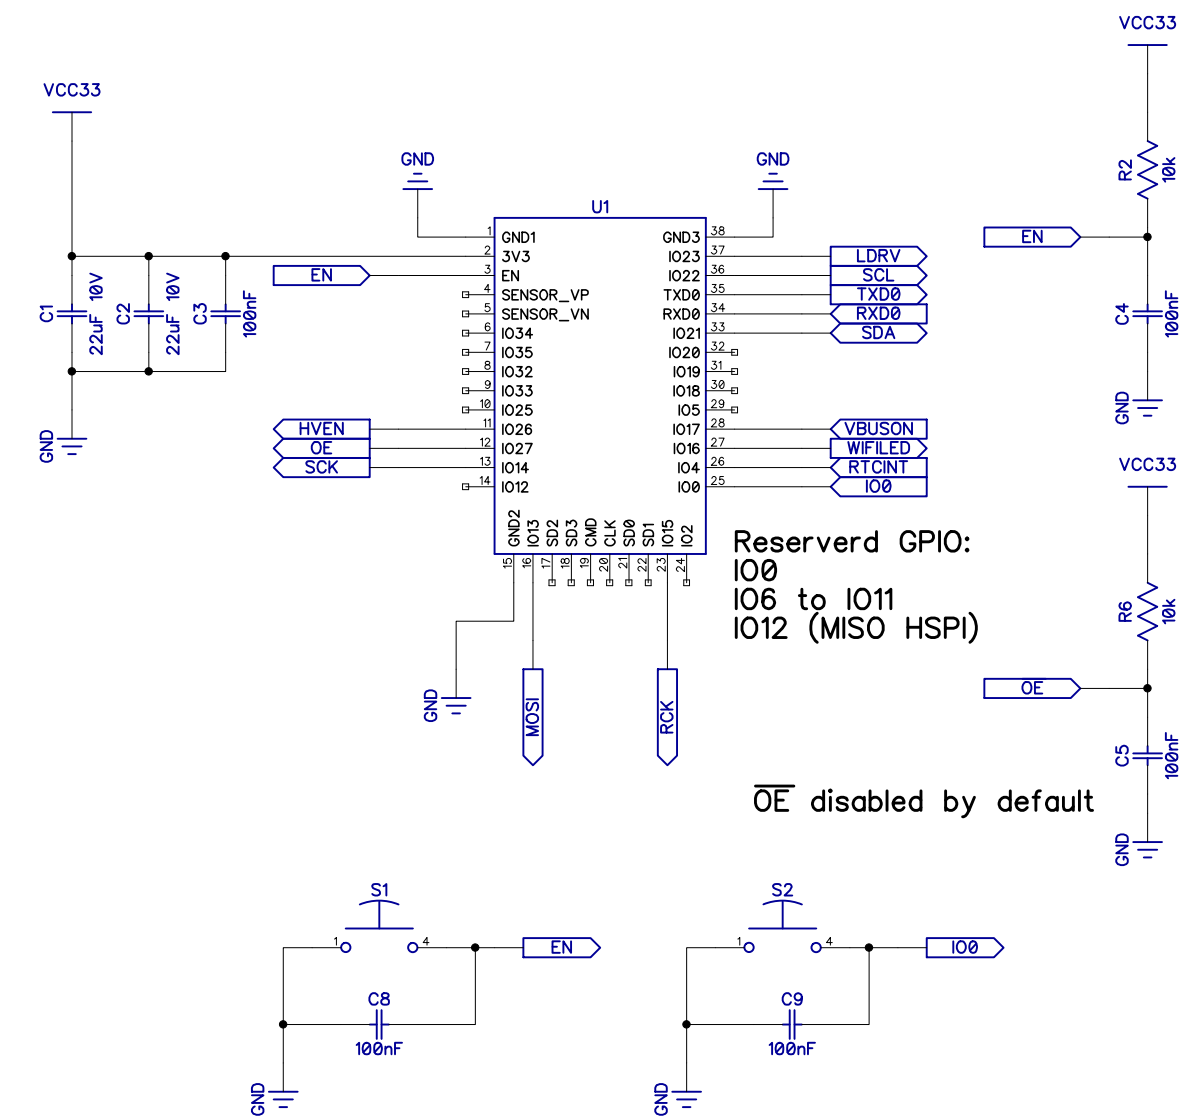 VCC33
VCC33
GND
GND
U1
R2
10k
EN
C1
22uF 10V
C2
22uF 10V
C3
100nF
GND
EN
HVEN
OE
SCK
1 GND1
2 3V3
3 EN
4 SENSOR_VP
5 SENSOR_VN
6 IO34
7 IO35
8 IO32
9 IO33
10 IO25
11 IO26
12 IO27
13 IO14
14 IO12
GND3 38
IO23 37
IO22 36
TXD0 35
RXD0 34
IO21 33
IO20 32
IO19 31
IO18 30
IO5 29
IO17 28
IO16 27
IO4 26
IO0 25
LDRV
SCL
TXD0
RXD0
SDA
VBUSON
WIFILED
RTCINT
IO0
GND2 15
IO13 16
SD2 17
SD3 18
CMD 19
CLK 20
SD0 21
SD1 22
IO15 23
IO2 24
GND
MOSI
RCK
C4
100nF
GND
VCC33
R6
10k
OE
C5
100nF
GND
Reserverd GPIO:
IO0
IO6 to IO11
IO12 (MISO HSPI)
OE disabled by default
S1
1
4
EN
C8
100nF
GND
S2
1
4
IO0
C9
100nF
GND